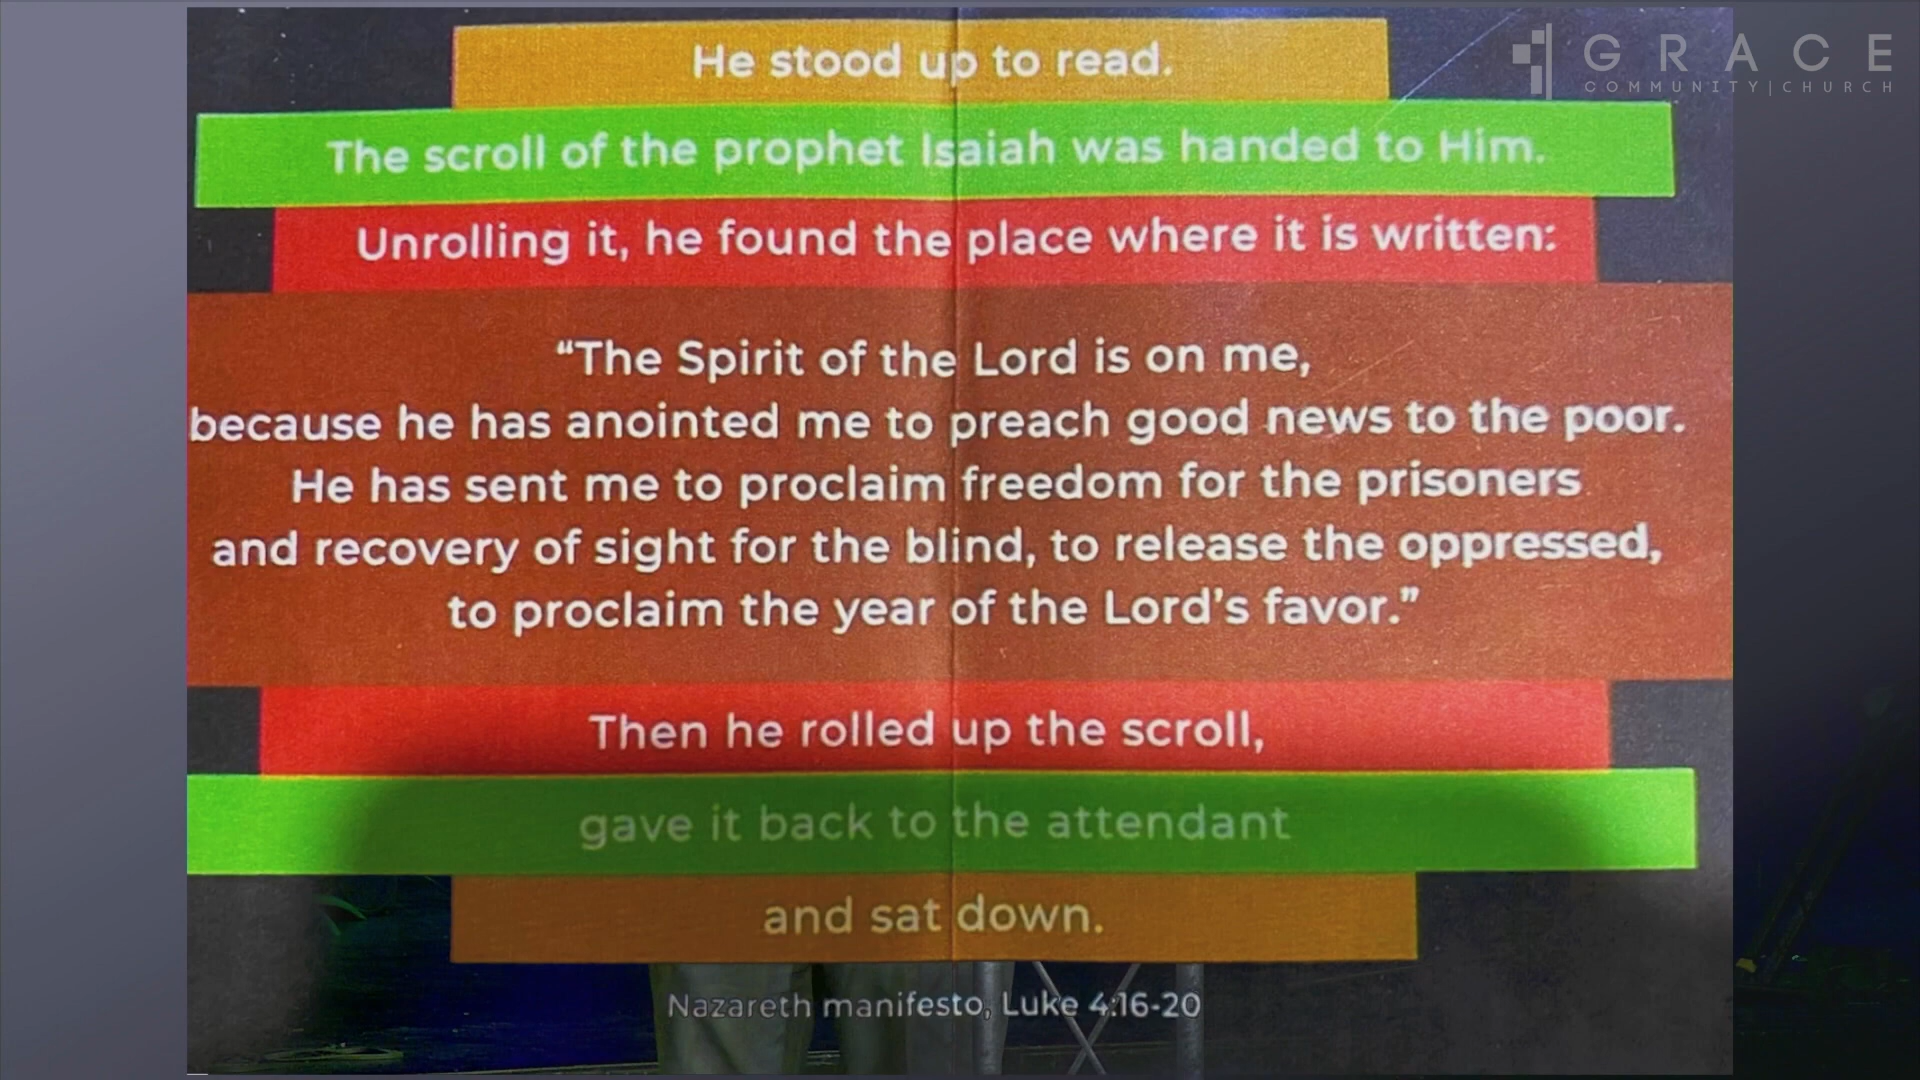 GRACE
COMMUNITY|CHURCH
He stood up to read.
The scroll of the prophet Isaiah was handed to Him.
Unrolling it, he found the place where it is written:
“The Spirit of the Lord is on me,
because he has anointed me to preach good news to the poor.
He has sent me to proclaim freedom for the prisoners
and recovery of sight for the blind, to release the oppressed,
to proclaim the year of the Lord’s favor.”
Then he rolled up the scroll,
gave it back to the attendant
and sat down.
Nazareth manifesto, Luke 4:16-20